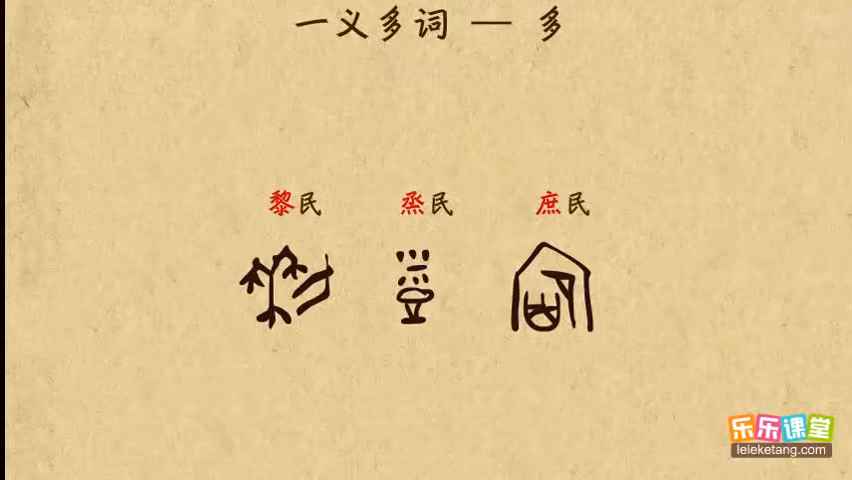 一义多词 — 多
黎民 烝民 庶民
乐乐课堂
leleketang.com